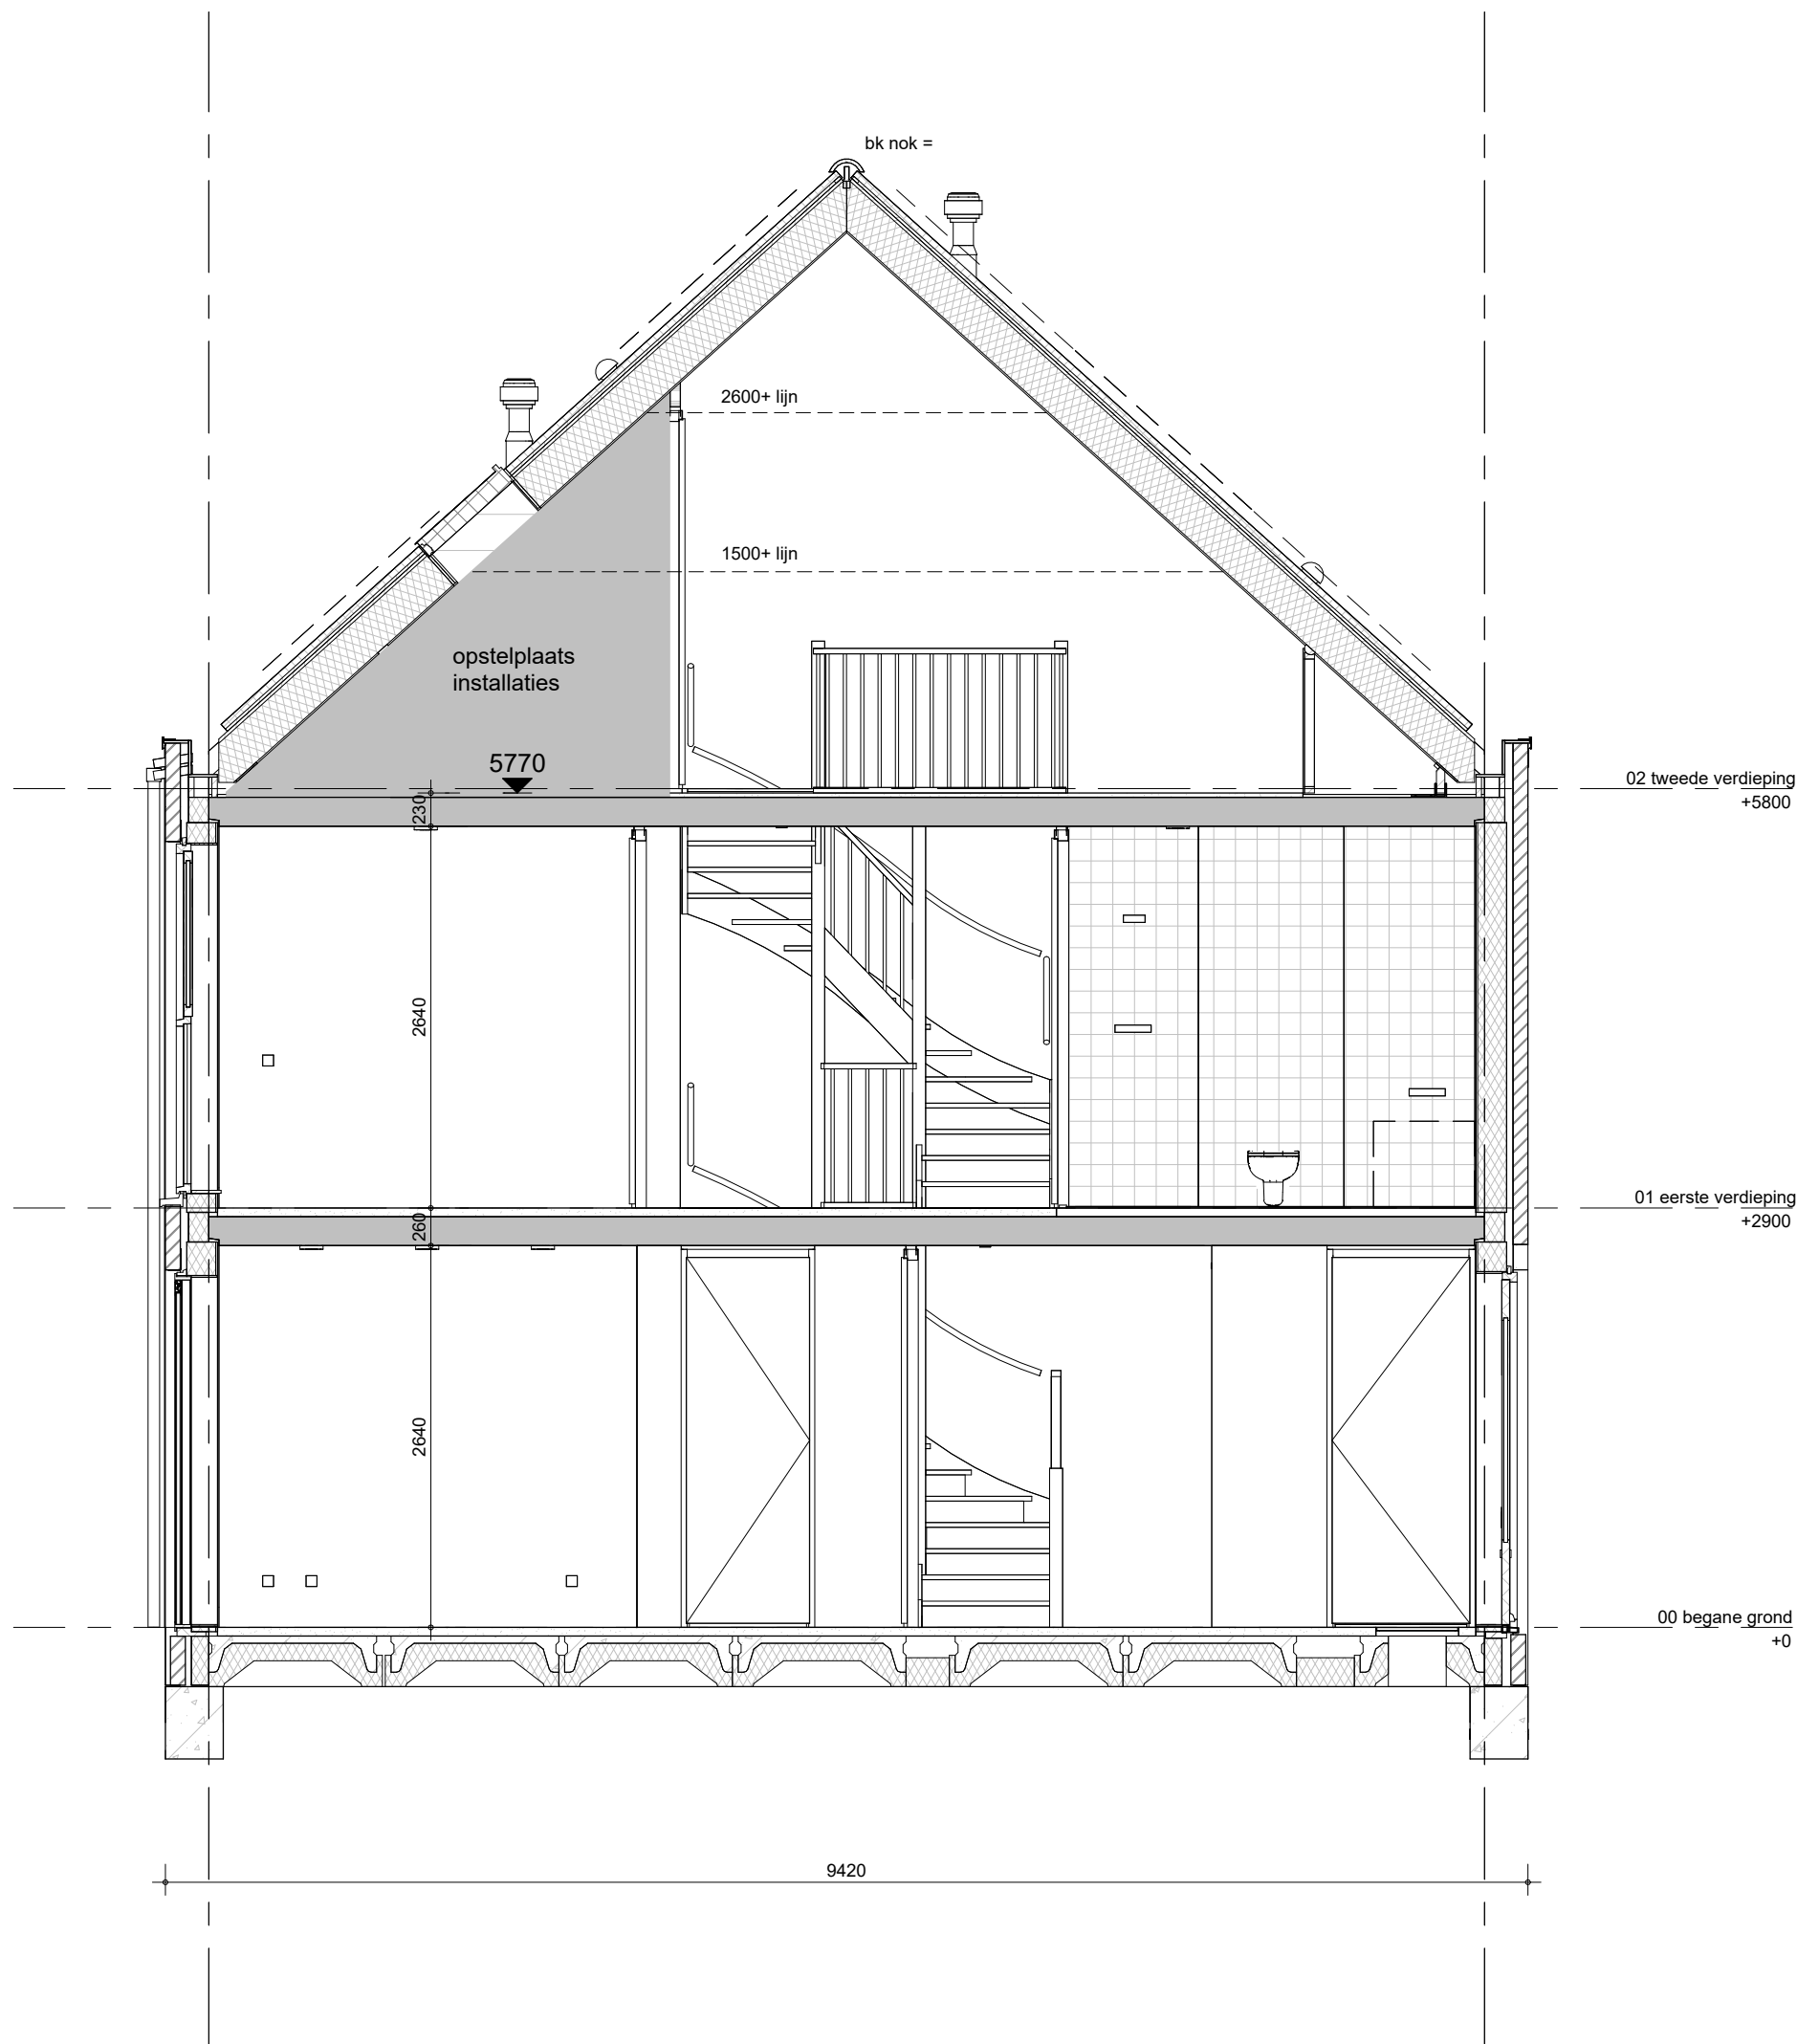 bk nok =
2600+ lijn
1500+ lijn
opstelplaats
installaties
5770
02 tweede verdieping
+5800
230
2640
01 eerste verdieping
+2900
260
2640
00 begane grond
+0
9420